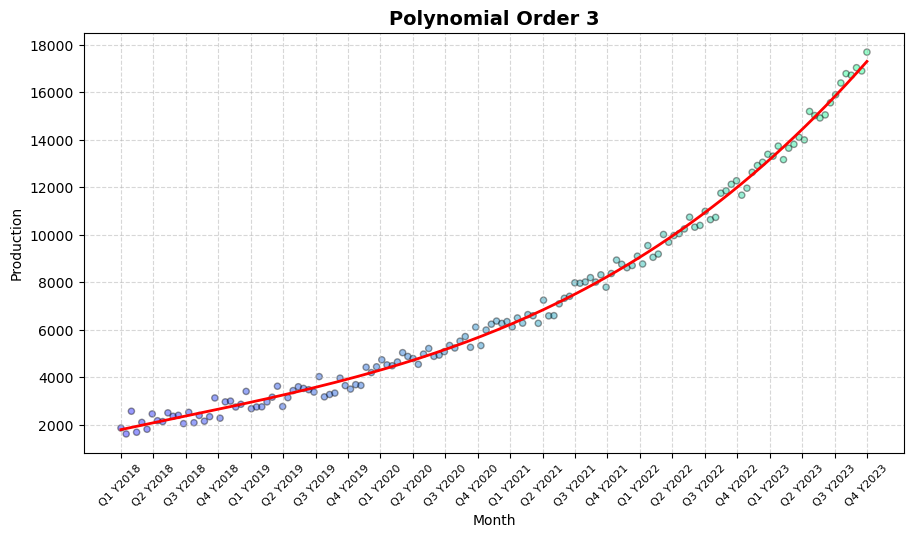 Polynomial Order 3
18000
16000
14000
12000
10000
8000
6000
4000
2000
Production
Q1 Y2018
Q2 Y2018
Q3 Y2018
Q4 Y2018
Q1 Y2019
Q2 Y2019
Q3 Y2019
Q4 Y2019
Q1 Y2020
Q2 Y2020
Q3 Y2020
Q4 Y2020
Q1 Y2021
Q2 Y2021
Q3 Y2021
Q4 Y2021
Q1 Y2022
Q2 Y2022
Q3 Y2022
Q4 Y2022
Q1 Y2023
Q2 Y2023
Q3 Y2023
Q4 Y2023
Month